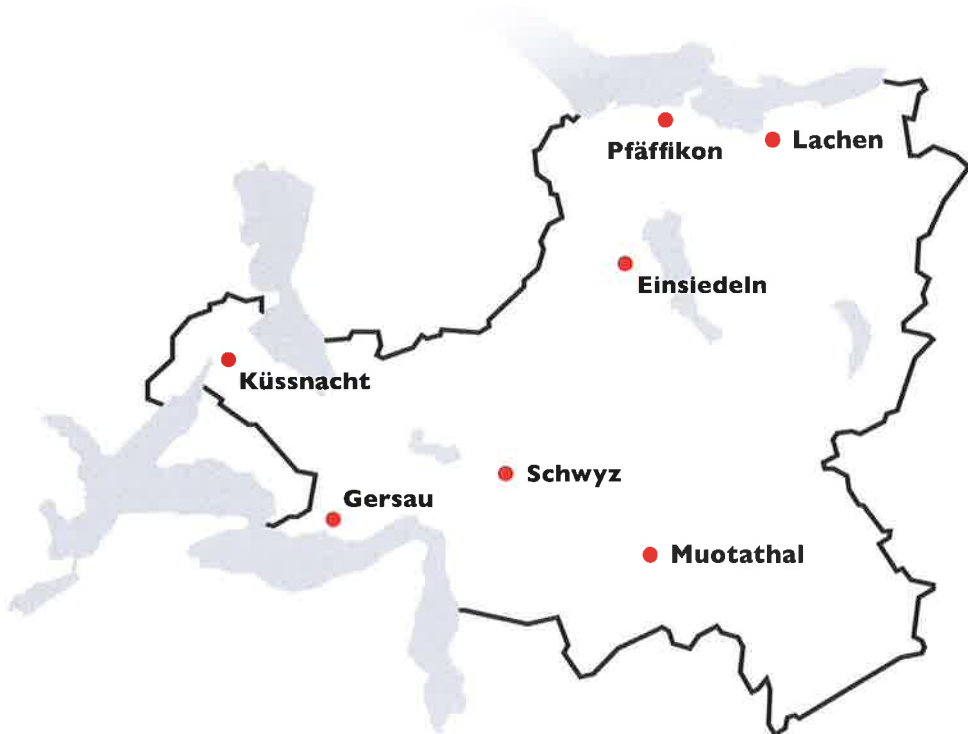 Pfäffikon
Lachen
Einsiedeln
Küssnacht
Schwyz
Gersau
Muotathal